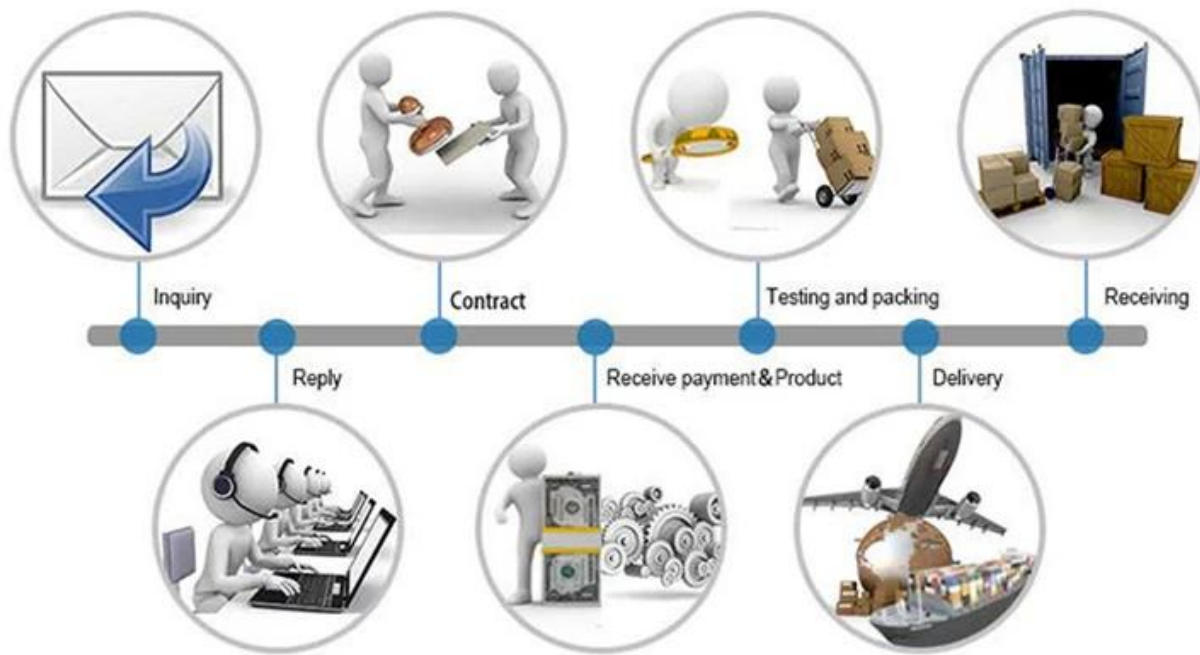 Inquiry
Contract
Testing and packing
Receiving
Reply
Receive payment&Product
Delivery